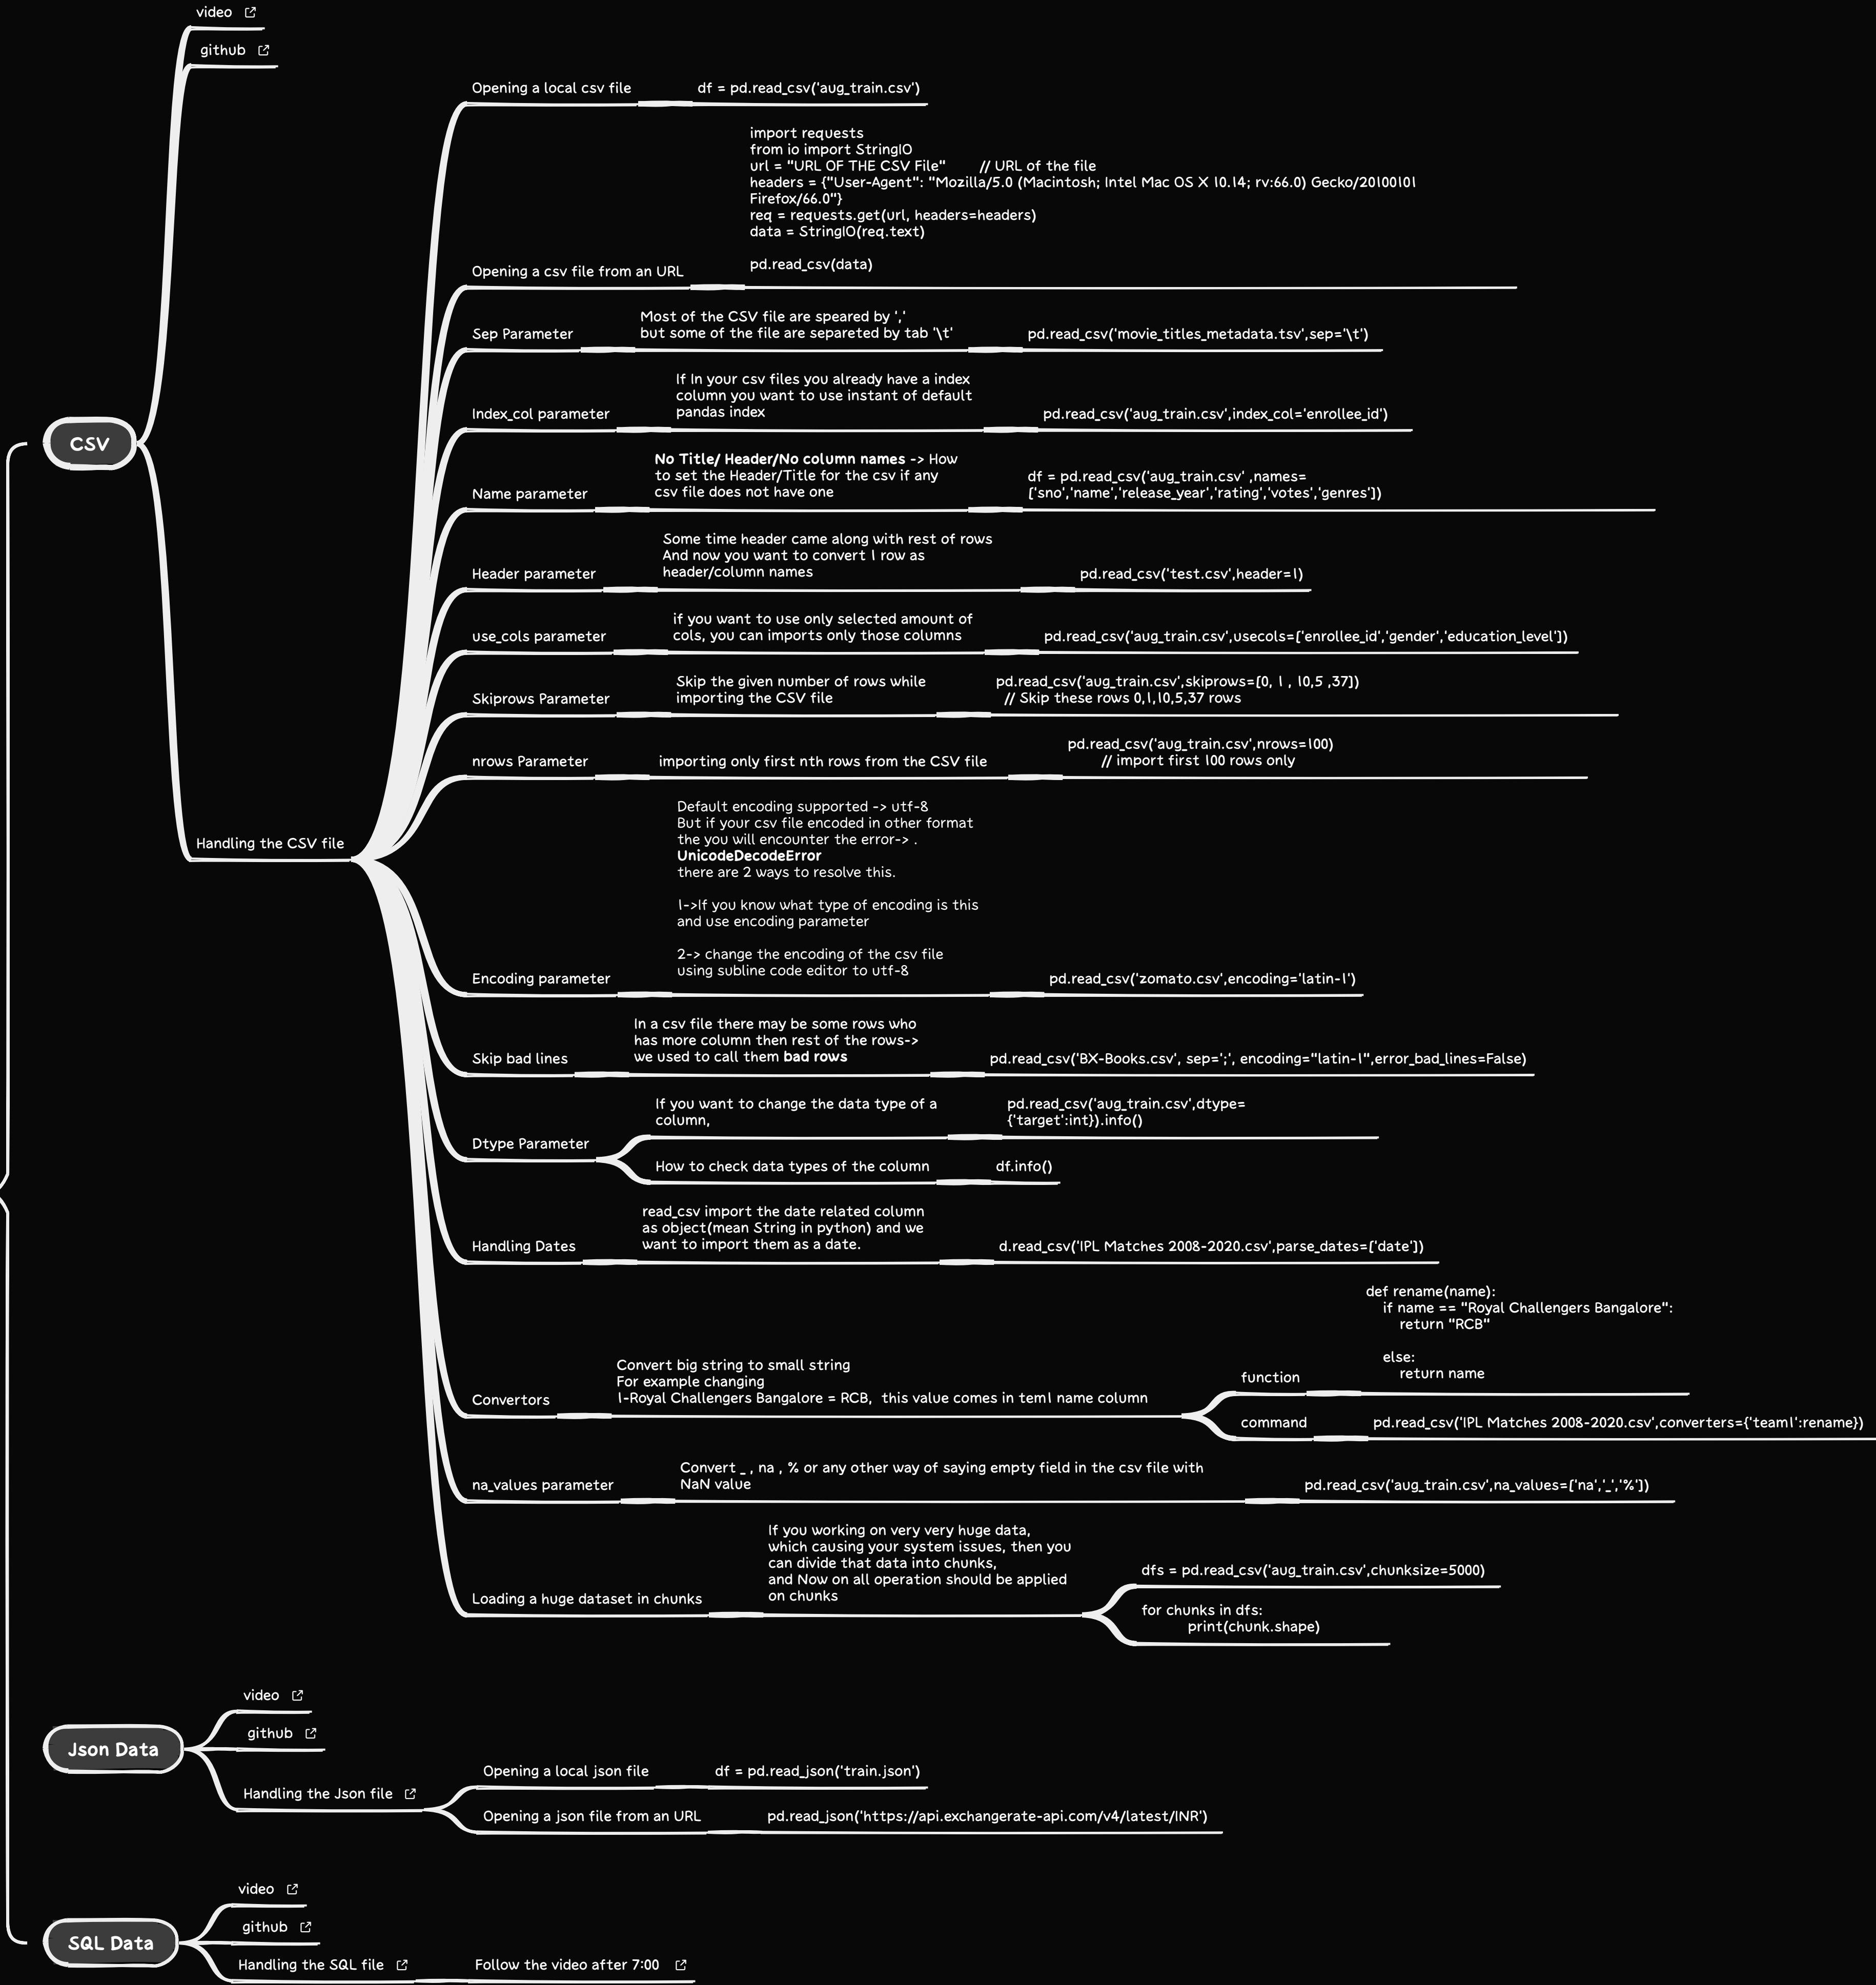 video
github
Opening a local csv file
df = pd.read_csv('aug_train.csv')
import requests
from io import StringIO
url = "URL OF THE CSV File" // URL of the file
headers = {"User-Agent": "Mozilla/5.0 (Macintosh; Intel Mac OS X 10.14; rv:66.0) Gecko/20100101
Firefox/66.0"}
req = requests.get(url, headers=headers)
data = StringIO(req.text)
pd.read_csv(data)
Opening a csv file from an URL
Sep Parameter
Most of the CSV file are speared by ','
but some of the file are separeted by tab '\t'
pd.read_csv('movie_titles_metadata.tsv',sep='\t')
Index_col parameter
If In your csv files you already have a index
column you want to use instant of default
pandas index
pd.read_csv('aug_train.csv',index_col='enrollee_id')
CSV
Name parameter
No Title/ Header/No column names -> How
to set the Header/Title for the csv if any
csv file does not have one
df = pd.read_csv('aug_train.csv' ,names=
['sno','name','release_year','rating','votes','genres'])
Header parameter
Some time header came along with rest of rows
And now you want to convert 1 row as
header/column names
pd.read_csv('test.csv',header=1)
use_cols parameter
if you want to use only selected amount of
cols, you can imports only those columns
pd.read_csv('aug_train.csv',usecols=['enrollee_id','gender','education_level'])
Skiprows Parameter
Skip the given number of rows while
importing the CSV file
pd.read_csv('aug_train.csv',skiprows=[0, 1 , 10,5 ,37])
// Skip these rows 0,1,10,5,37 rows
nrows Parameter
importing only first nth rows from the CSV file
pd.read_csv('aug_train.csv',nrows=100)
// import first 100 rows only
Handling the CSV file
Default encoding supported -> utf-8
But if your csv file encoded in other format
the you will encounter the error-> .
UnicodeDecodeError
there are 2 ways to resolve this.
1->If you know what type of encoding is this
and use encoding parameter
2-> change the encoding of the csv file
using subline code editor to utf-8
Encoding parameter
pd.read_csv('zomato.csv',encoding='latin-1')
Skip bad lines
In a csv file there may be some rows who
has more column then rest of the rows->
we used to call them bad rows
pd.read_csv('BX-Books.csv', sep=';', encoding="latin-1",error_bad_lines=False)
Dtype Parameter
If you want to change the data type of a
column,
pd.read_csv('aug_train.csv',dtype=
{'target':int}).info()
How to check data types of the column
df.info()
Handling Dates
read_csv import the date related column
as object(mean String in python) and we
want to import them as a date.
d.read_csv('IPL Matches 2008-2020.csv',parse_dates=['date'])
Convertors
Convert big string to small string
For example changing
1-Royal Challengers Bangalore = RCB, this value comes in tem1 name column
function
def rename(name):
if name == "Royal Challengers Bangalore":
return "RCB"
else:
return name
command
pd.read_csv('IPL Matches 2008-2020.csv',converters={'team1':rename})
na_values parameter
Convert _ , na , % or any other way of saying empty field in the csv file with
NaN value
pd.read_csv('aug_train.csv',na_values=['na','_','%'])
Loading a huge dataset in chunks
If you working on very very huge data,
which causing your system issues, then you
can divide that data into chunks,
and Now on all operation should be applied
on chunks
dfs = pd.read_csv('aug_train.csv',chunksize=5000)
for chunks in dfs:
print(chunk.shape)
Json Data
video
github
Handling the Json file
Opening a local json file
df = pd.read_json('train.json')
Opening a json file from an URL
pd.read_json('https://api.exchangerate-api.com/v4/latest/INR')
SQL Data
video
github
Handling the SQL file
Follow the video after 7:00